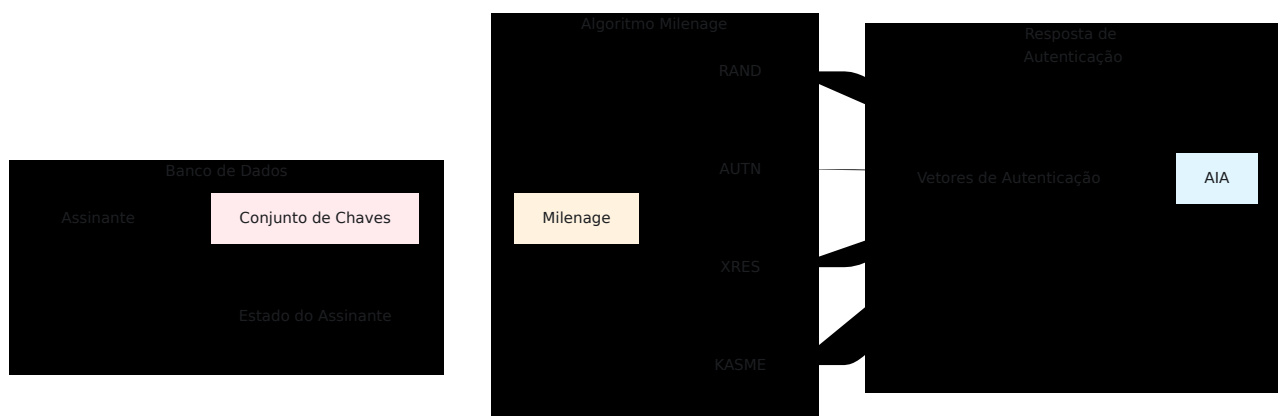 Banco de Dados
Assinante
Conjunto de Chaves
Estado do Assinante
Algoritmo Milenage
Milenage
RAND
AUTN
XRES
KASME
Resposta de
Autenticação
Vetores de Autenticação
AIA